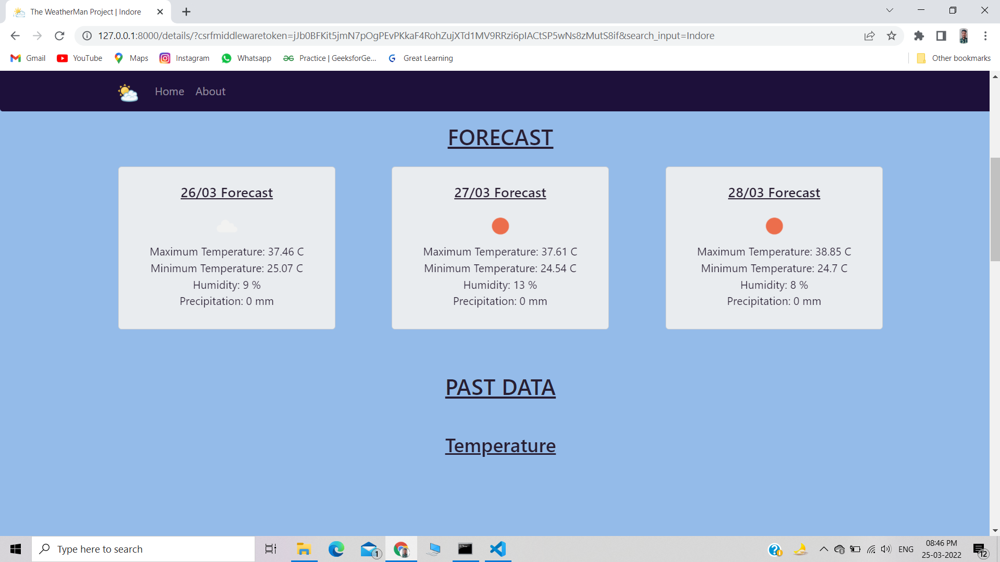 The WeatherMan Project | Indore
127.0.0.1:8000/details/?csrfmiddlewaretoken=jJb0BFKit5jmN7pOgPEvPKkaF4RohZujXTd1MV9RRzi6pIACtSP5wNs8zMutS8if&search_input=Indore
Gmail YouTube Maps Instagram Whatsapp Practice | GeeksforGe... Great Learning Other bookmarks
Home About
FORECAST
26/03 Forecast
Maximum Temperature: 37.46 C
Minimum Temperature: 25.07 C
Humidity: 9 %
Precipitation: 0 mm
27/03 Forecast
Maximum Temperature: 37.61 C
Minimum Temperature: 24.54 C
Humidity: 13 %
Precipitation: 0 mm
28/03 Forecast
Maximum Temperature: 38.85 C
Minimum Temperature: 24.7 C
Humidity: 8 %
Precipitation: 0 mm
PAST DATA
Temperature
Type here to search
1
ENG
08:46 PM
25-03-2022
12